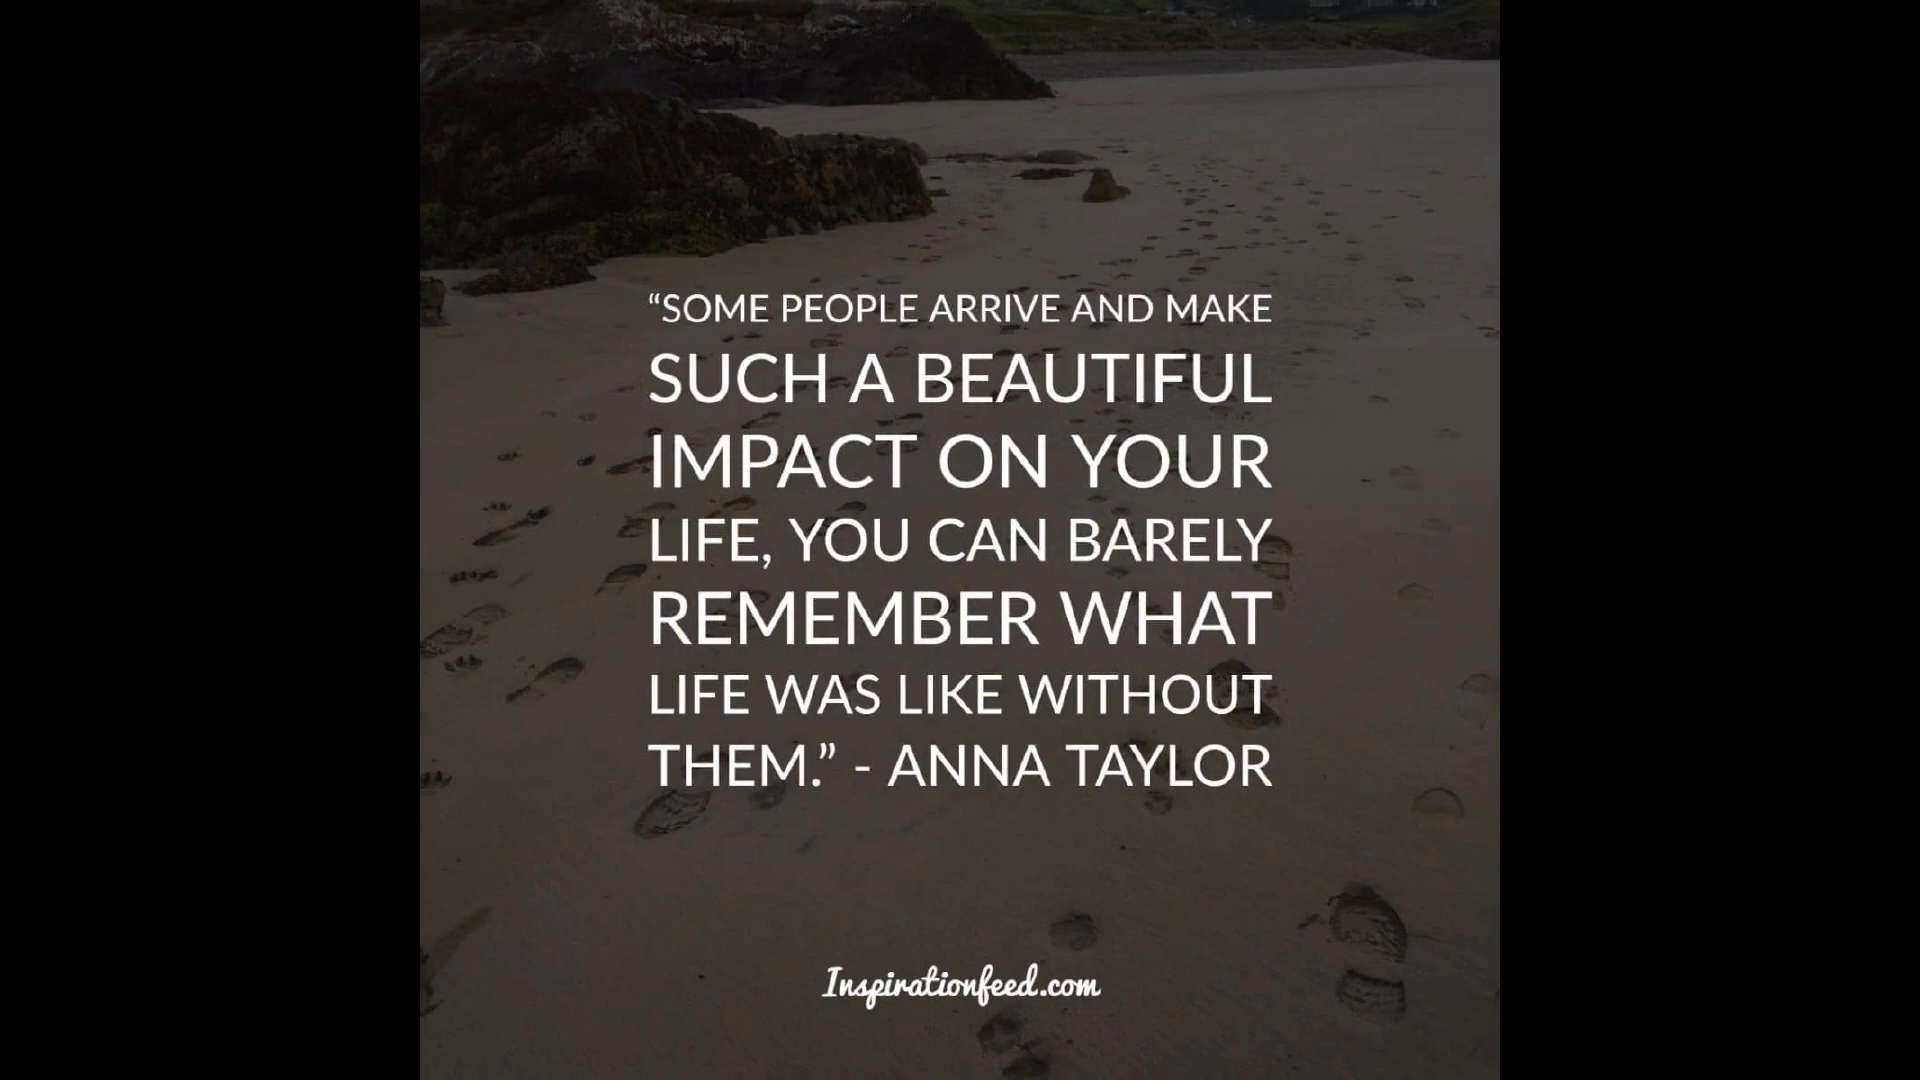 “SOME PEOPLE ARRIVE AND MAKE
SUCH A BEAUTIFUL
IMPACT ON YOUR
LIFE, YOU CAN BARELY
REMEMBER WHAT
LIFE WAS LIKE WITHOUT
THEM.” - ANNA TAYLOR
Inspirationfeed.com